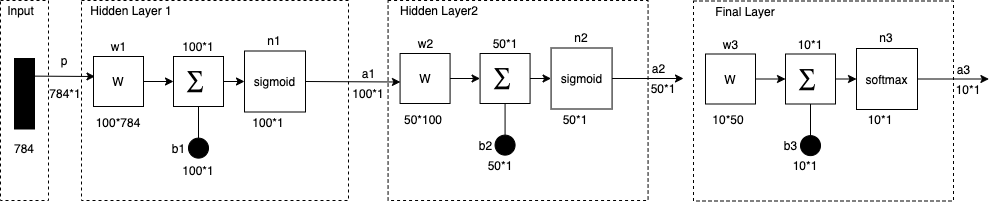 Input
784
p
784*1
Hidden Layer 1
w1
W
100*784
100*1
Σ
b1
100*1
n1
sigmoid
100*1
a1
100*1
Hidden Layer2
w2
W
50*100
50*1
Σ
b2
50*1
n2
sigmoid
50*1
a2
50*1
Final Layer
w3
W
10*50
10*1
Σ
b3
10*1
n3
softmax
10*1
a3
10*1